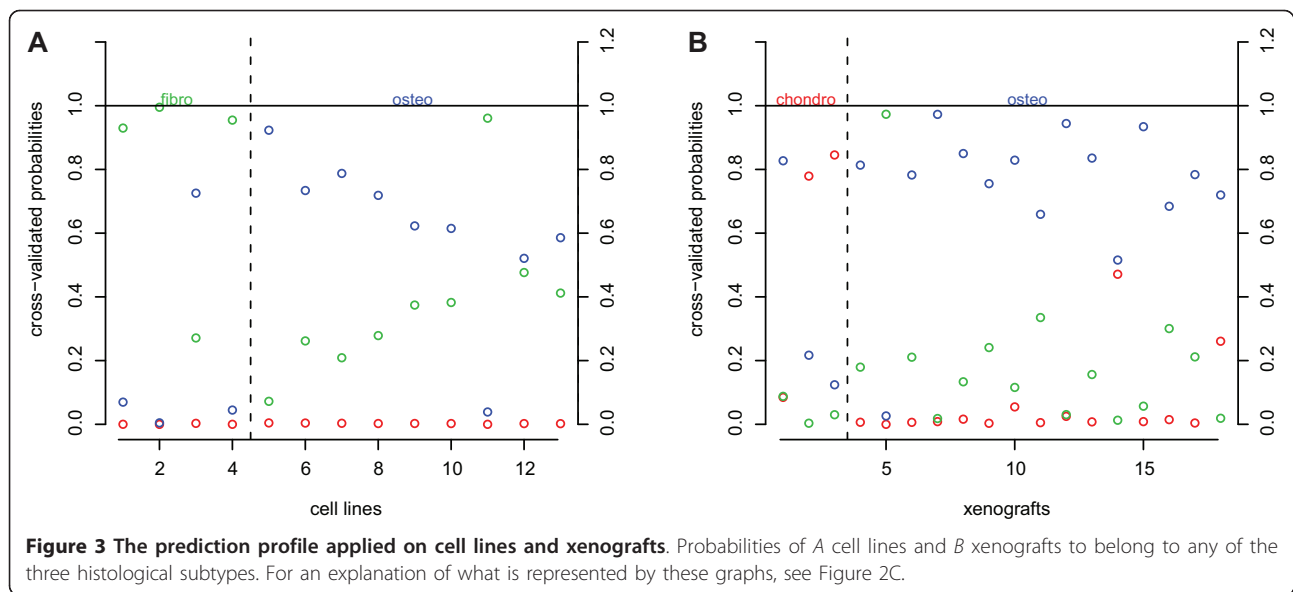 A
fibro
osteo
cross-validated probabilities
0.0 0.2 0.4 0.6 0.8 1.0
0.0 0.2 0.4 0.6 0.8 1.0 1.2
2 4 6 8 10 12
cell lines
B
chondro
osteo
cross-validated probabilities
0.0 0.2 0.4 0.6 0.8 1.0
0.0 0.2 0.4 0.6 0.8 1.0 1.2
5 10 15
xenografts
Figure 3 The prediction profile applied on cell lines and xenografts. Probabilities of A cell lines and B xenografts to belong to any of the
three histological subtypes. For an explanation of what is represented by these graphs, see Figure 2C.